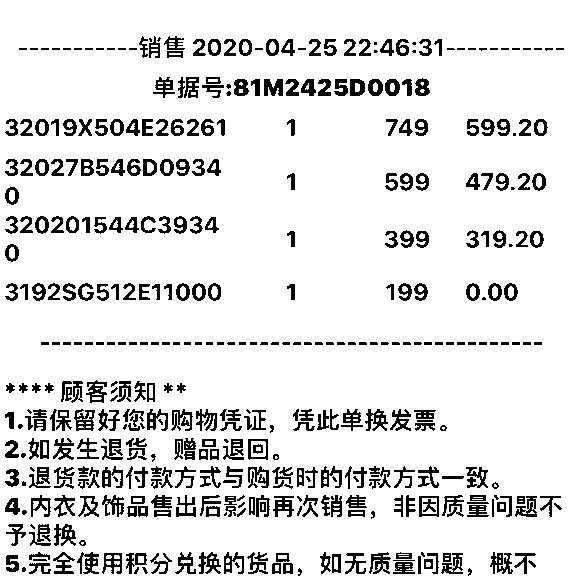 -----------销售 2020-04-25 22:46:31-----------
单据号:81M2425D0018
32019X504E26261 1 749 599.20
32027B546D0934
0 1 599 479.20
320201544C3934
0 1 399 319.20
3192SG512E11000 1 199 0.00
----------------------------------------------
**** 顾客须知 **
1.请保留好您的购物凭证，凭此单换发票。
2.如发生退货，赠品退回。
3.退货款的付款方式与购货时的付款方式一致。
4.内衣及饰品售出后影响再次销售，非因质量问题不
予退换。
5.完全使用积分兑换的货品，如无质量问题，概不